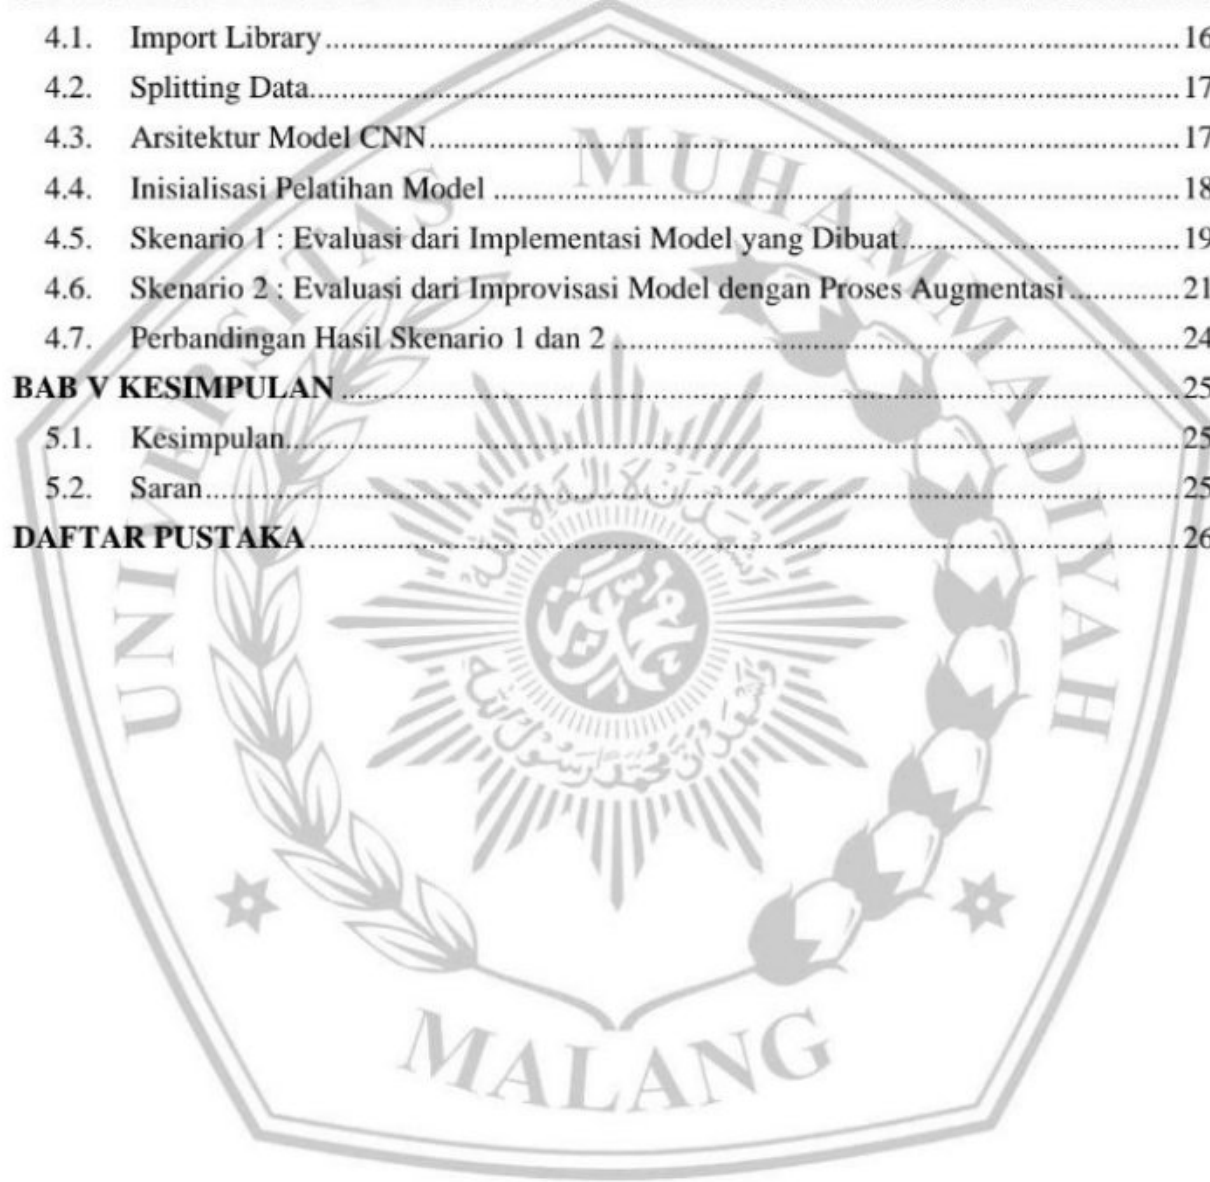 4.1. Import Library 16
4.2. Splitting Data 17
4.3. Arsitektur Model CNN 17
4.4. Inisialisasi Pelatihan Model 18
4.5. Skenario 1 : Evaluasi dari Implementasi Model yang Dibuat 19
4.6. Skenario 2 : Evaluasi dari Improvisasi Model dengan Proses Augmentasi 21
4.7. Perbandingan Hasil Skenario 1 dan 2 24
BAB V KESIMPULAN 25
5.1. Kesimpulan 25
5.2. Saran 25
DAFTAR PUSTAKA 26
UNIVERSITAS MUHAMMADIYAH
MALANG